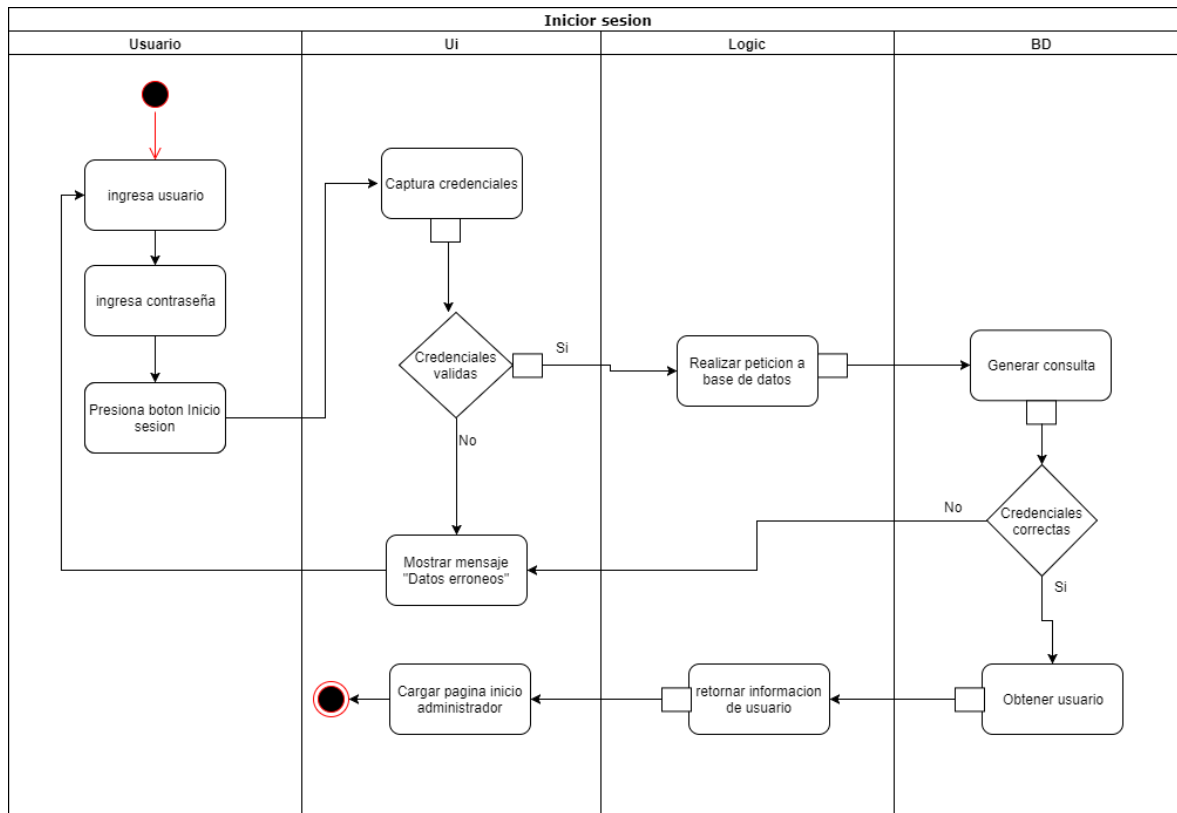 Inicior sesion
Usuario
Ui
Logic
BD
ingresa usuario
ingresa contraseña
Presiona boton Inicio
sesion
Captura credenciales
Credenciales
validas
Si
No
Mostrar mensaje
"Datos erroneos"
Realizar peticion a
base de datos
Generar consulta
Credenciales
correctas
No
Si
Obtener usuario
retornar informacion
de usuario
Cargar pagina inicio
administrador